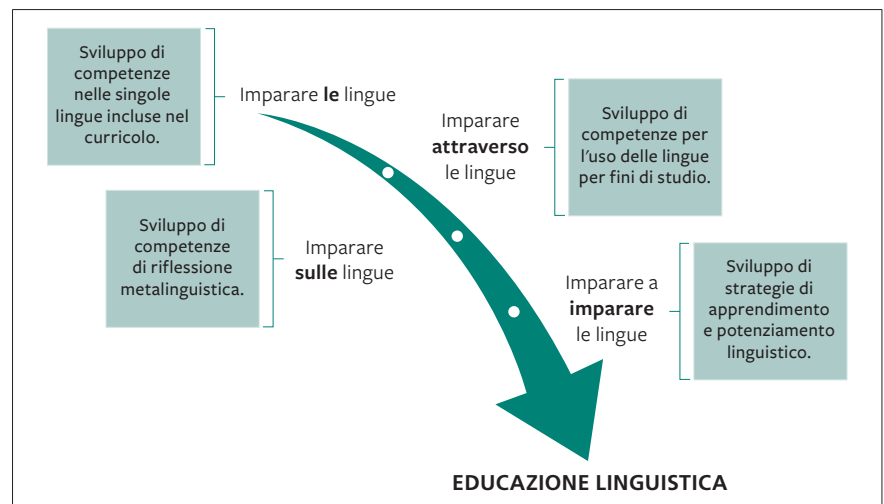 Sviluppo di
competenze
nelle singole
lingue incluse nel
curricolo.
Imparare le lingue
Imparare
attraverso
le lingue
Sviluppo di
competenze per
l'uso delle lingue
per fini di studio.
Sviluppo di
competenze
di riflessione
metalinguistica.
Imparare
sulle lingue
Imparare a
imparare
le lingue
Sviluppo di
strategie di
apprendimento
e potenziamento
linguistico.
EDUCAZIONE LINGUISTICA